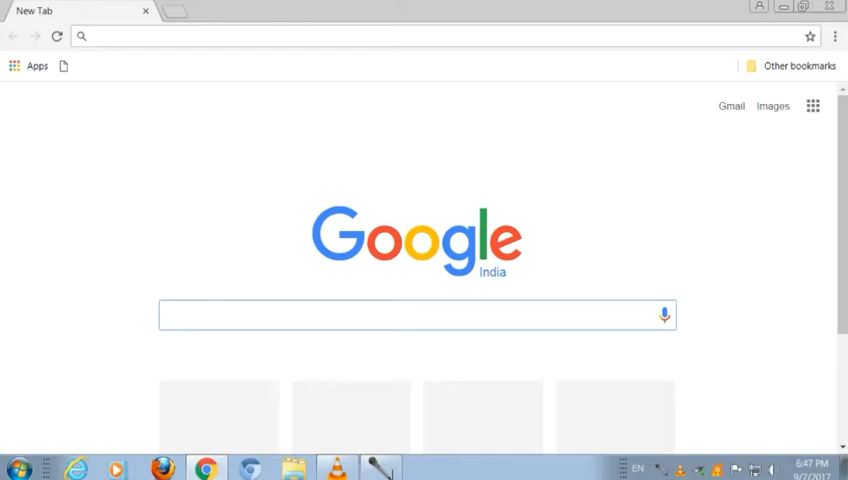 New Tab
Apps
Other bookmarks
Gmail Images
Google
India
EN
6:47 PM
9/7/2017